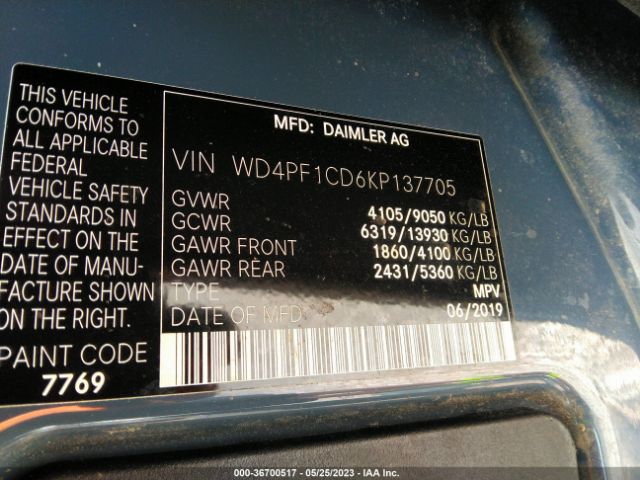 THIS VEHICLE
CONFORMS TO
ALL APPLICABLE
FEDERAL
VEHICLE SAFETY
STANDARDS IN
EFFECT ON THE
DATE OF MANU-
FACTURE SHOWN
ON THE RIGHT.
PAINT CODE
7769
MFD: DAIMLER AG
VIN WD4PF1CD6KP137705
GVWR 4105/9050 KG/LB
GCWR 6319/13930 KG/LB
GAWR FRONT 1860/4100 KG/LB
GAWR REAR 2431/5360 KG/LB
TYPE MPV
DATE OF MFD. 06/2019
000-36700517 — 05/25/2023 — IAA Inc.